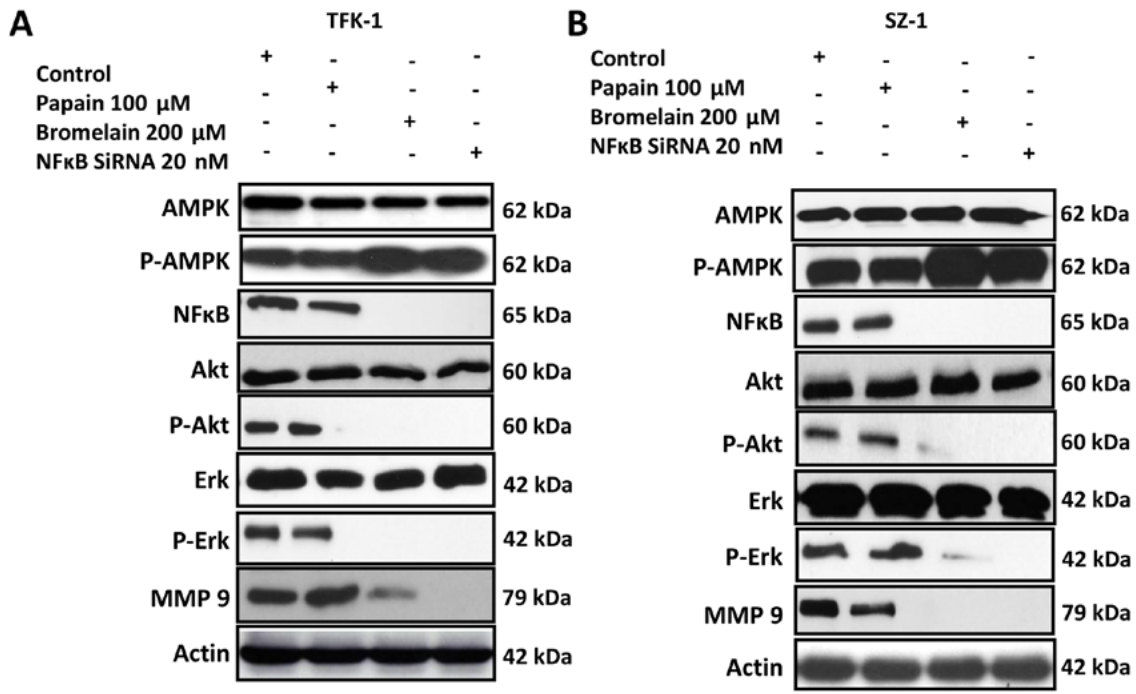 A
TFK-1
Control + - - -
Papain 100 μM - + - -
Bromelain 200 μM - - + -
NFκB SiRNA 20 nM - - - +
AMPK 62 kDa
P-AMPK 62 kDa
NFκB 65 kDa
Akt 60 kDa
P-Akt 60 kDa
Erk 42 kDa
P-Erk 42 kDa
MMP 9 79 kDa
Actin 42 kDa
B
SZ-1
Control + - - -
Papain 100 μM - + - -
Bromelain 200 μM - - + -
NFκB SiRNA 20 nM - - - +
AMPK 62 kDa
P-AMPK 62 kDa
NFκB 65 kDa
Akt 60 kDa
P-Akt 60 kDa
Erk 42 kDa
P-Erk 42 kDa
MMP 9 79 kDa
Actin 42 kDa